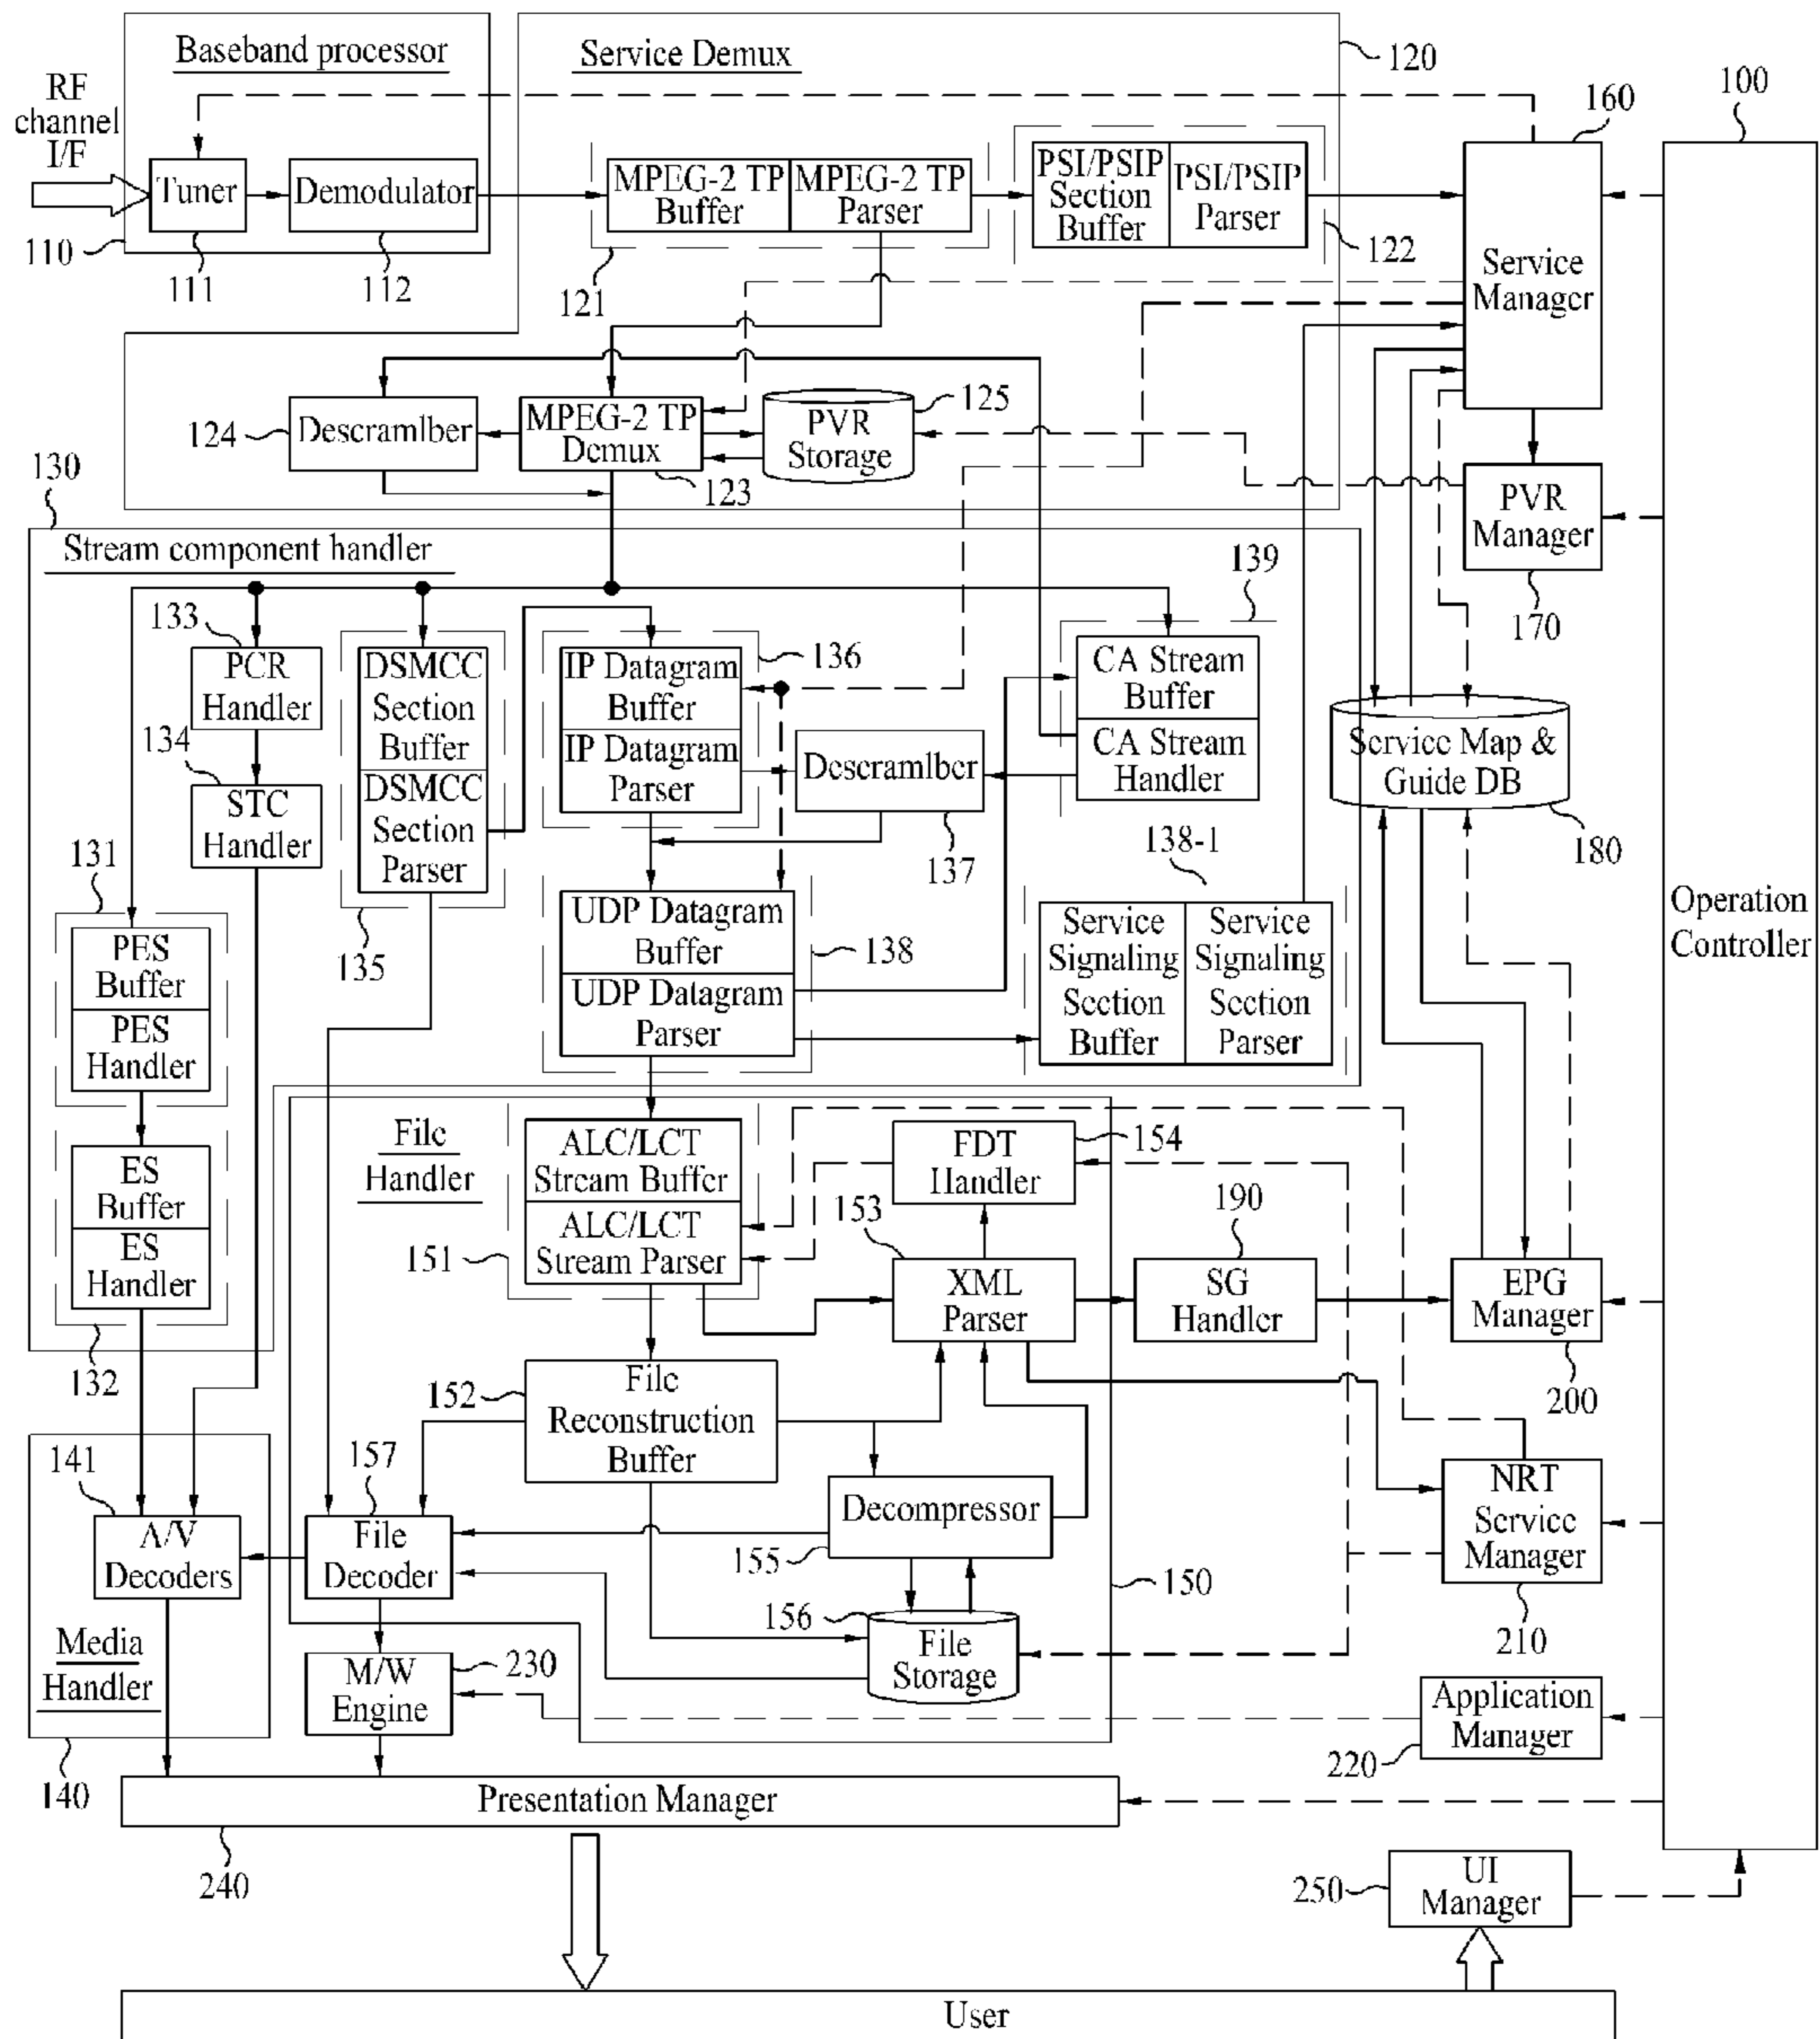 Baseband processor
Service Demux
120
RF
channel
I/F
100
160
Tuner
Demodulator
MPEG-2 TP
Buffer
MPEG-2 TP
Parser
PSI/PSIP
Section
Buffer
PSI/PSIP
Parser
110
111
112
121
122
Service
Manager
124
Descramlber
MPEG-2 TP
Demux
123
PVR
Storage
125
130
Stream component handler
PVR
Manager
170
139
133
PCR
Handler
134
STC
Handler
DSMCC
Section
Buffer
DSMCC
Section
Parser
135
IP Datagram
Buffer
IP Datagram
Parser
136
Descramlber
137
CA Stream
Buffer
CA Stream
Handler
Service Map &
Guide DB
180
138-1
131
PES
Buffer
PES
Handler
UDP Datagram
Buffer
UDP Datagram
Parser
138
Service
Signaling
Section
Buffer
Service
Signaling
Section
Parser
Operation
Controller
ES
Buffer
ES
Handler
132
File
Handler
ALC/LCT
Stream Buffer
ALC/LCT
Stream Parser
151
FDT
Handler
154
153
XML
Parser
190
SG
Handler
EPG
Manager
200
152
File
Reconstruction
Buffer
141
A/V
Decoders
157
File
Decoder
Decompressor
155
150
NRT
Service
Manager
210
156
File
Storage
Media
Handler
140
M/W
Engine
230
Application
Manager
220
Presentation Manager
240
250
UI
Manager
User